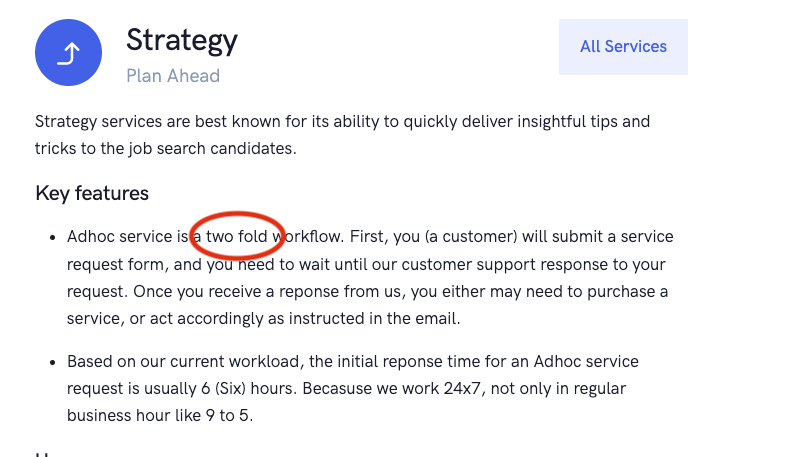 Strategy
All Services
Plan Ahead
Strategy services are best known for its ability to quickly deliver insightful tips and
tricks to the job search candidates.
Key features
• Adhoc service is a two fold workflow. First, you (a customer) will submit a service
request form, and you need to wait until our customer support response to your
request. Once you receive a reponse from us, you either may need to purchase a
service, or act accordingly as instructed in the email.
• Based on our current workload, the initial reponse time for an Adhoc service
request is usually 6 (Six) hours. Becasuse we work 24x7, not only in regular
business hour like 9 to 5.